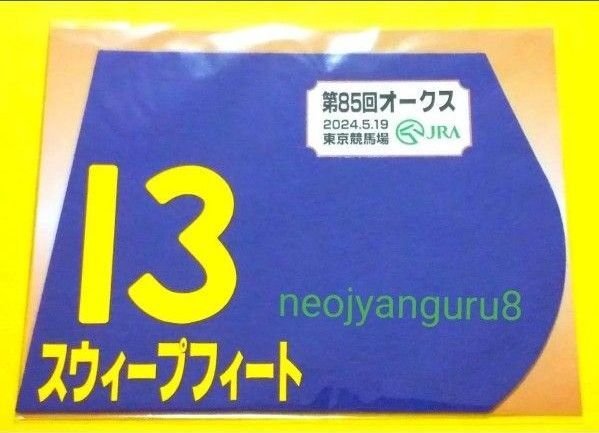 第85回オークス
2024.5.19
東京競馬場 JRA
13
neojyanguru8
スウィープフィート